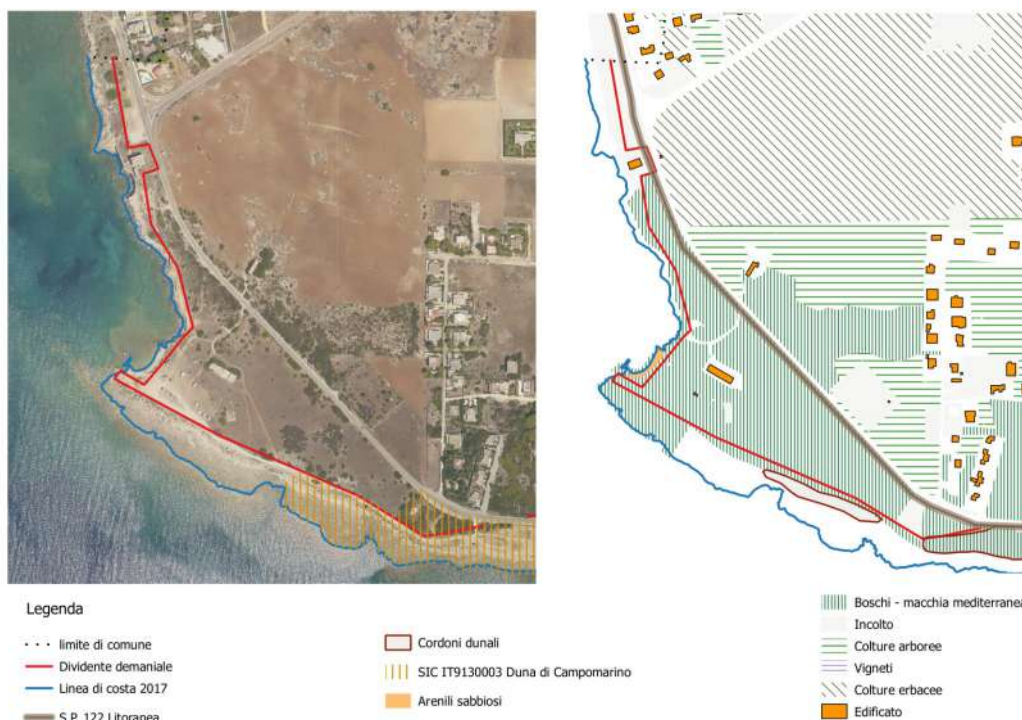 Legenda
limite di comune
Dividente demaniale
Linea di costa 2017
S.P. 122 Litoranea
Cordoni dunali
SIC IT9130003 Duna di Campomarino
Arenili sabbiosi
Boschi - macchia mediterranea
Incolto
Colture arboree
Vigneti
Colture erbacee
Edificato